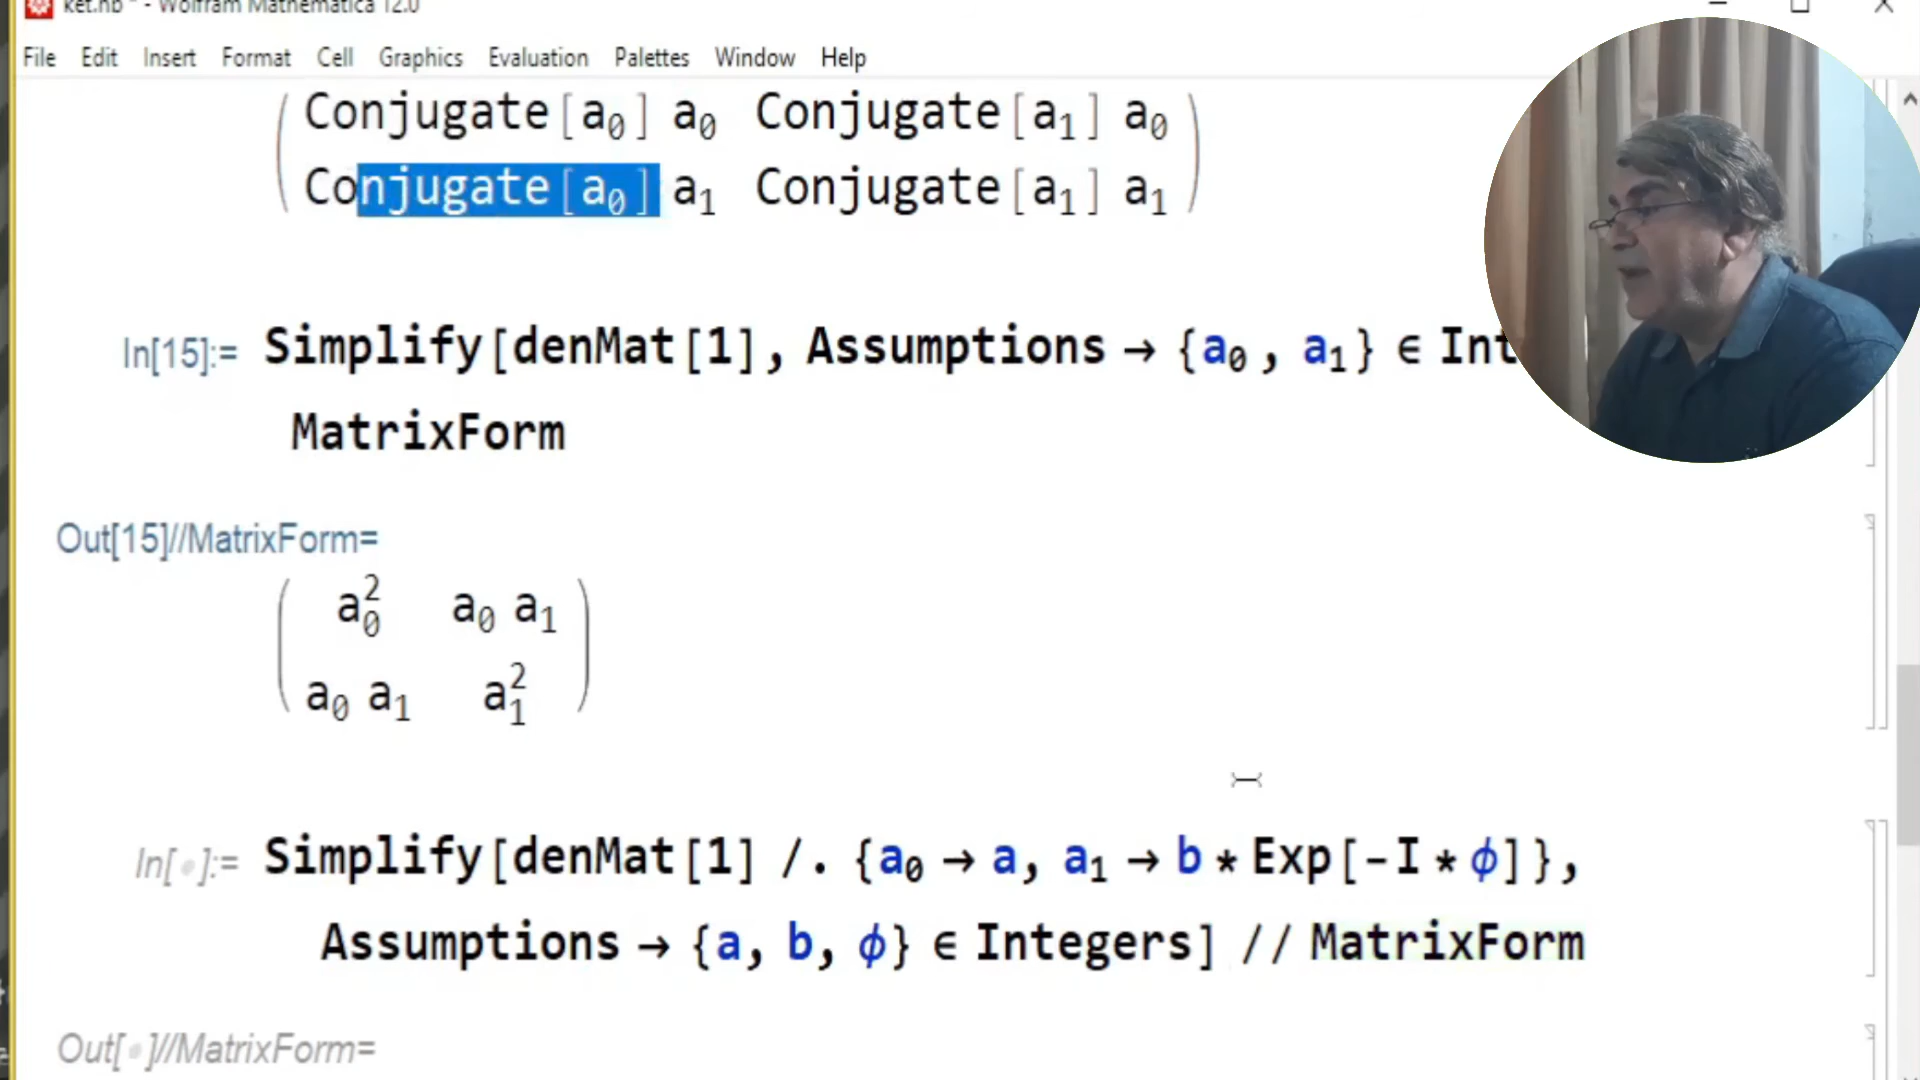 ket.nb * - Wolfram Mathematica 12.0
File Edit Insert Format Cell Graphics Evaluation Palettes Window Help
( Conjugate[a₀] a₀ Conjugate[a₁] a₀
Conjugate[a₀] a₁ Conjugate[a₁] a₁ )
In[15]:= Simplify[denMat[1], Assumptions → {a₀, a₁} ∈ Int
MatrixForm
Out[15]//MatrixForm=
( a₀² a₀ a₁
a₀ a₁ a₁² )
In[•]:= Simplify[denMat[1] /. {a₀ → a, a₁ → b * Exp[-I * ϕ]},
Assumptions → {a, b, ϕ} ∈ Integers] // MatrixForm
Out[•]//MatrixForm=